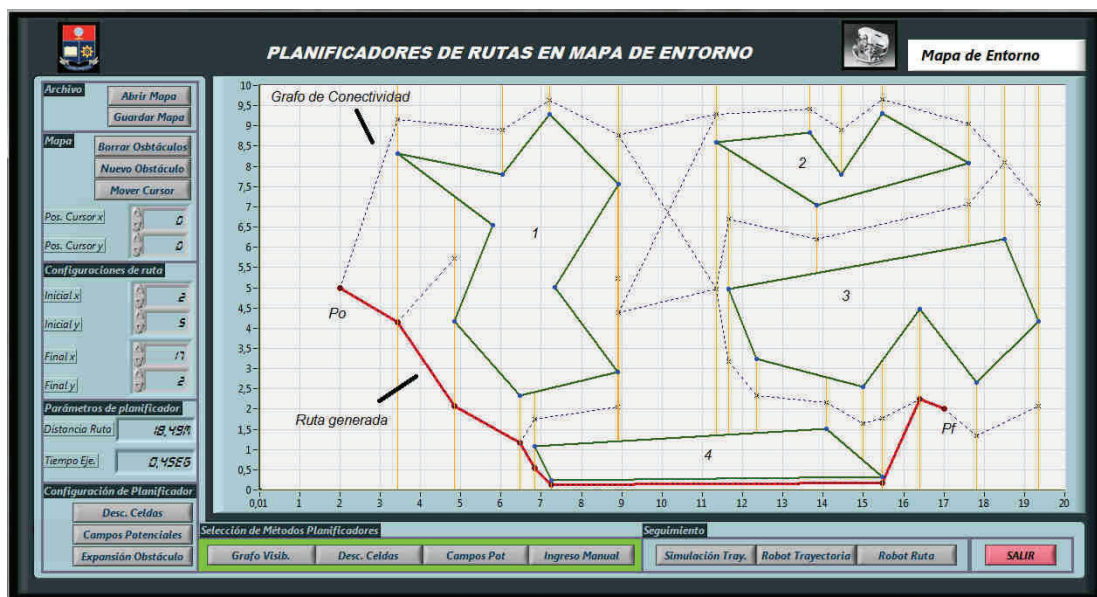 PLANIFICADORES DE RUTAS EN MAPA DE ENTORNO
Mapa de Entorno
Archivo
Abrir Mapa
Guardar Mapa
Mapa
Borrar Osbtáculos
Nuevo Obstáculo
Mover Cursor
Pos. Cursor x
0
Pos. Cursor y
0
Configuraciones de ruta
Inicial x
2
Inicial y
5
Final x
17
Final y
2
Parámetros de planificador
Distancia Ruta
18,49M
Tiempo Eje.
0,4SEG
Configuración de Planificador
Desc. Celdas
Campos Potenciales
Expansión Obstáculo
10
9,5
9
8,5
8
7,5
7
6,5
6
5,5
5
4,5
4
3,5
3
2,5
2
1,5
1
0,5
0
Grafo de Conectividad
1
2
3
4
Po
Ruta generada
Pf
0,01 1 2 3 4 5 6 7 8 9 10 11 12 13 14 15 16 17 18 19 20
Selección de Métodos Planificadores
Grafo Visib. Desc. Celdas Campos Pot Ingreso Manual
Seguimiento
Simulación Tray. Robot Trayectoria Robot Ruta
SALIR